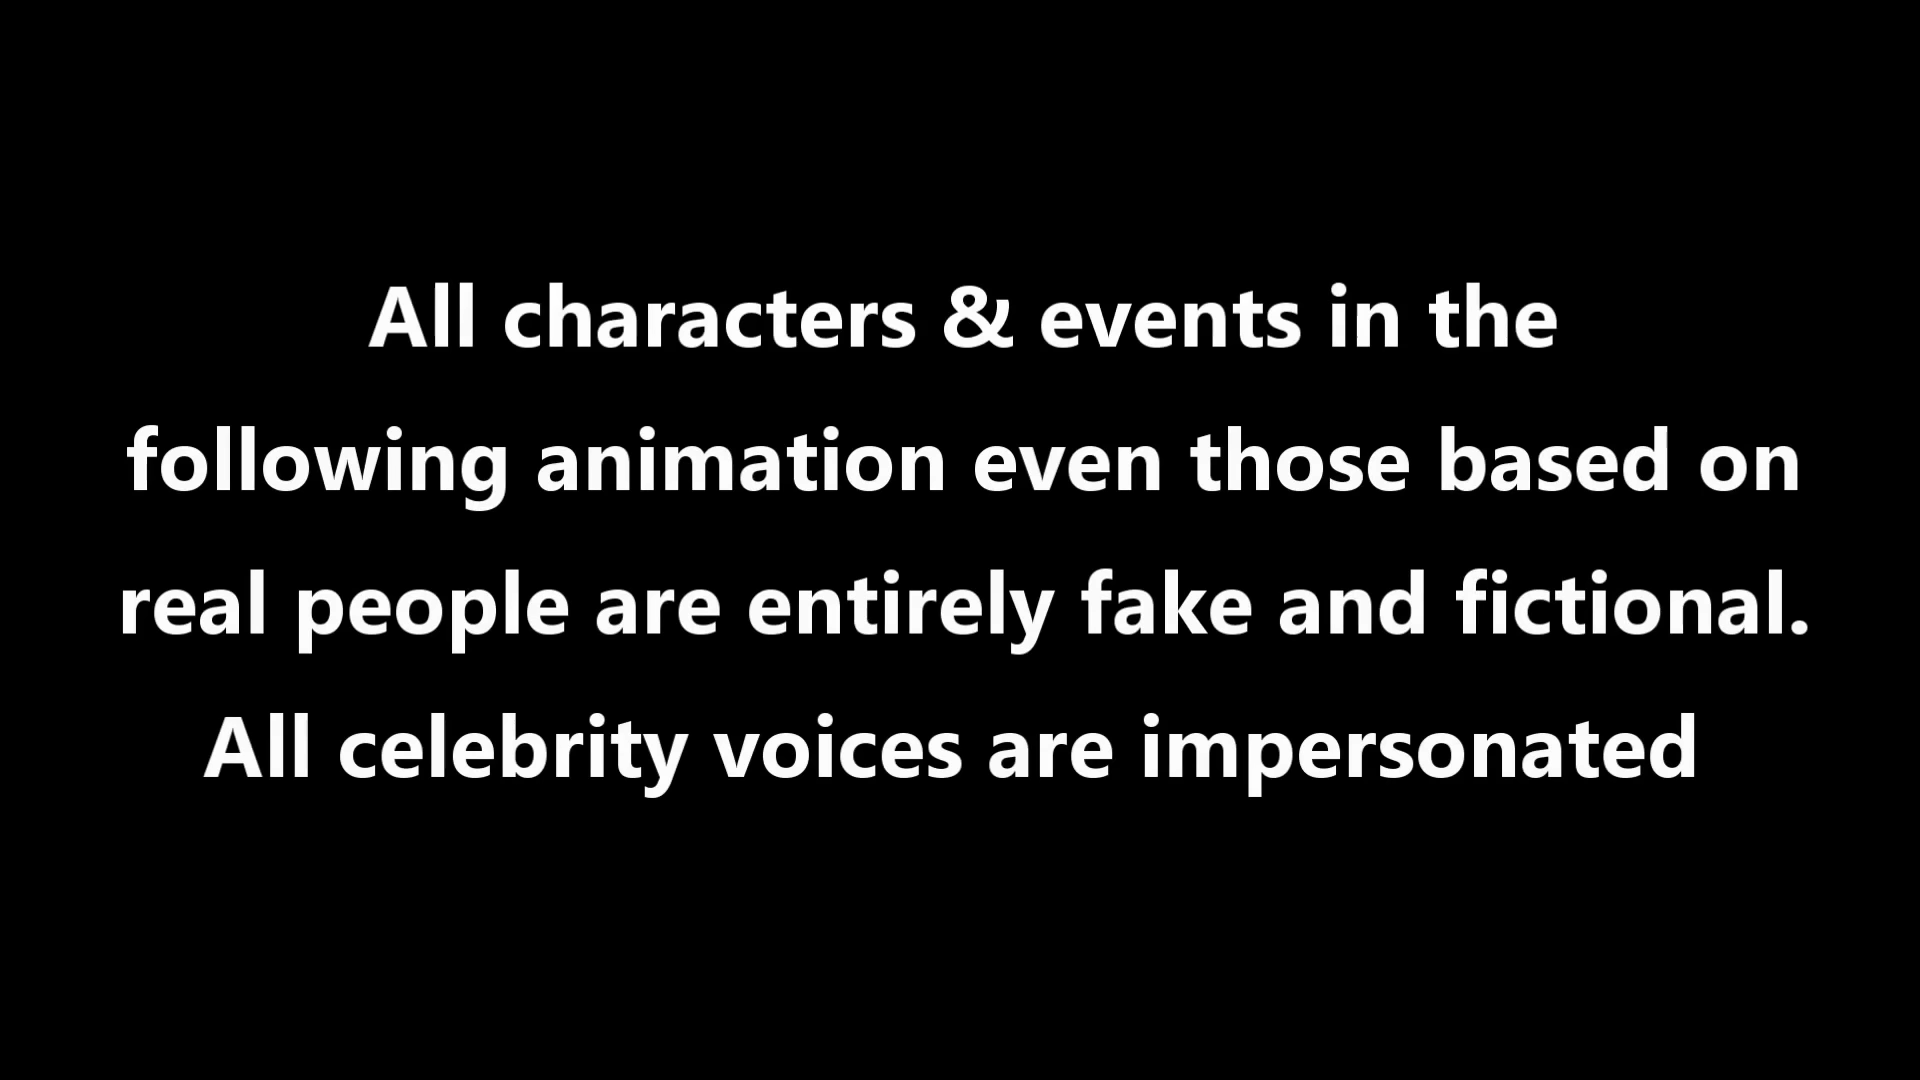 All characters & events in the
following animation even those based on
real people are entirely fake and fictional.
All celebrity voices are impersonated